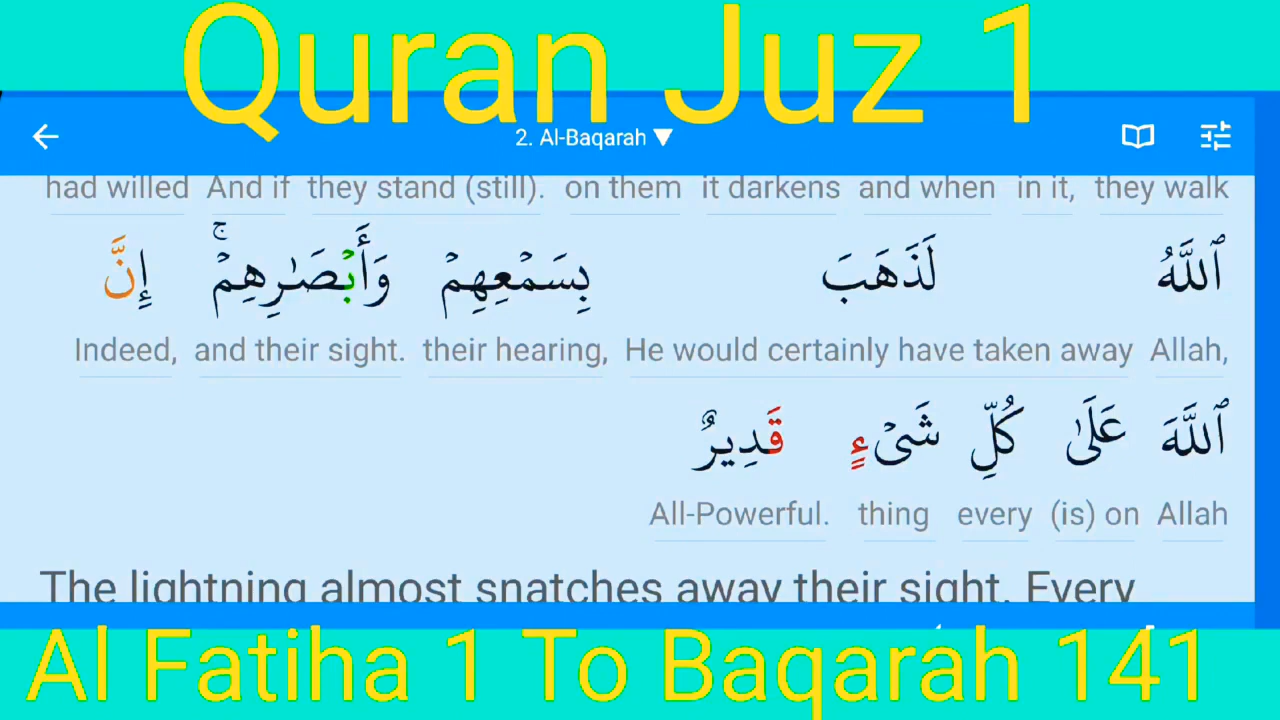 Quran Juz 1
2. Al-Baqarah ▼
had willed And if they stand (still). on them it darkens and when in it, they walk
ٱللَّهُ لَذَهَبَ بِسَمْعِهِمْ وَأَبْصَـٰرِهِمْ ۚ إِنَّ
Indeed, and their sight. their hearing, He would certainly have taken away Allah,
ٱللَّهَ عَلَىٰ كُلِّ شَىْءٍ قَدِيرٌ
All-Powerful. thing every (is) on Allah
The lightning almost snatches away their sight. Every
Al Fatiha 1 To Baqarah 141